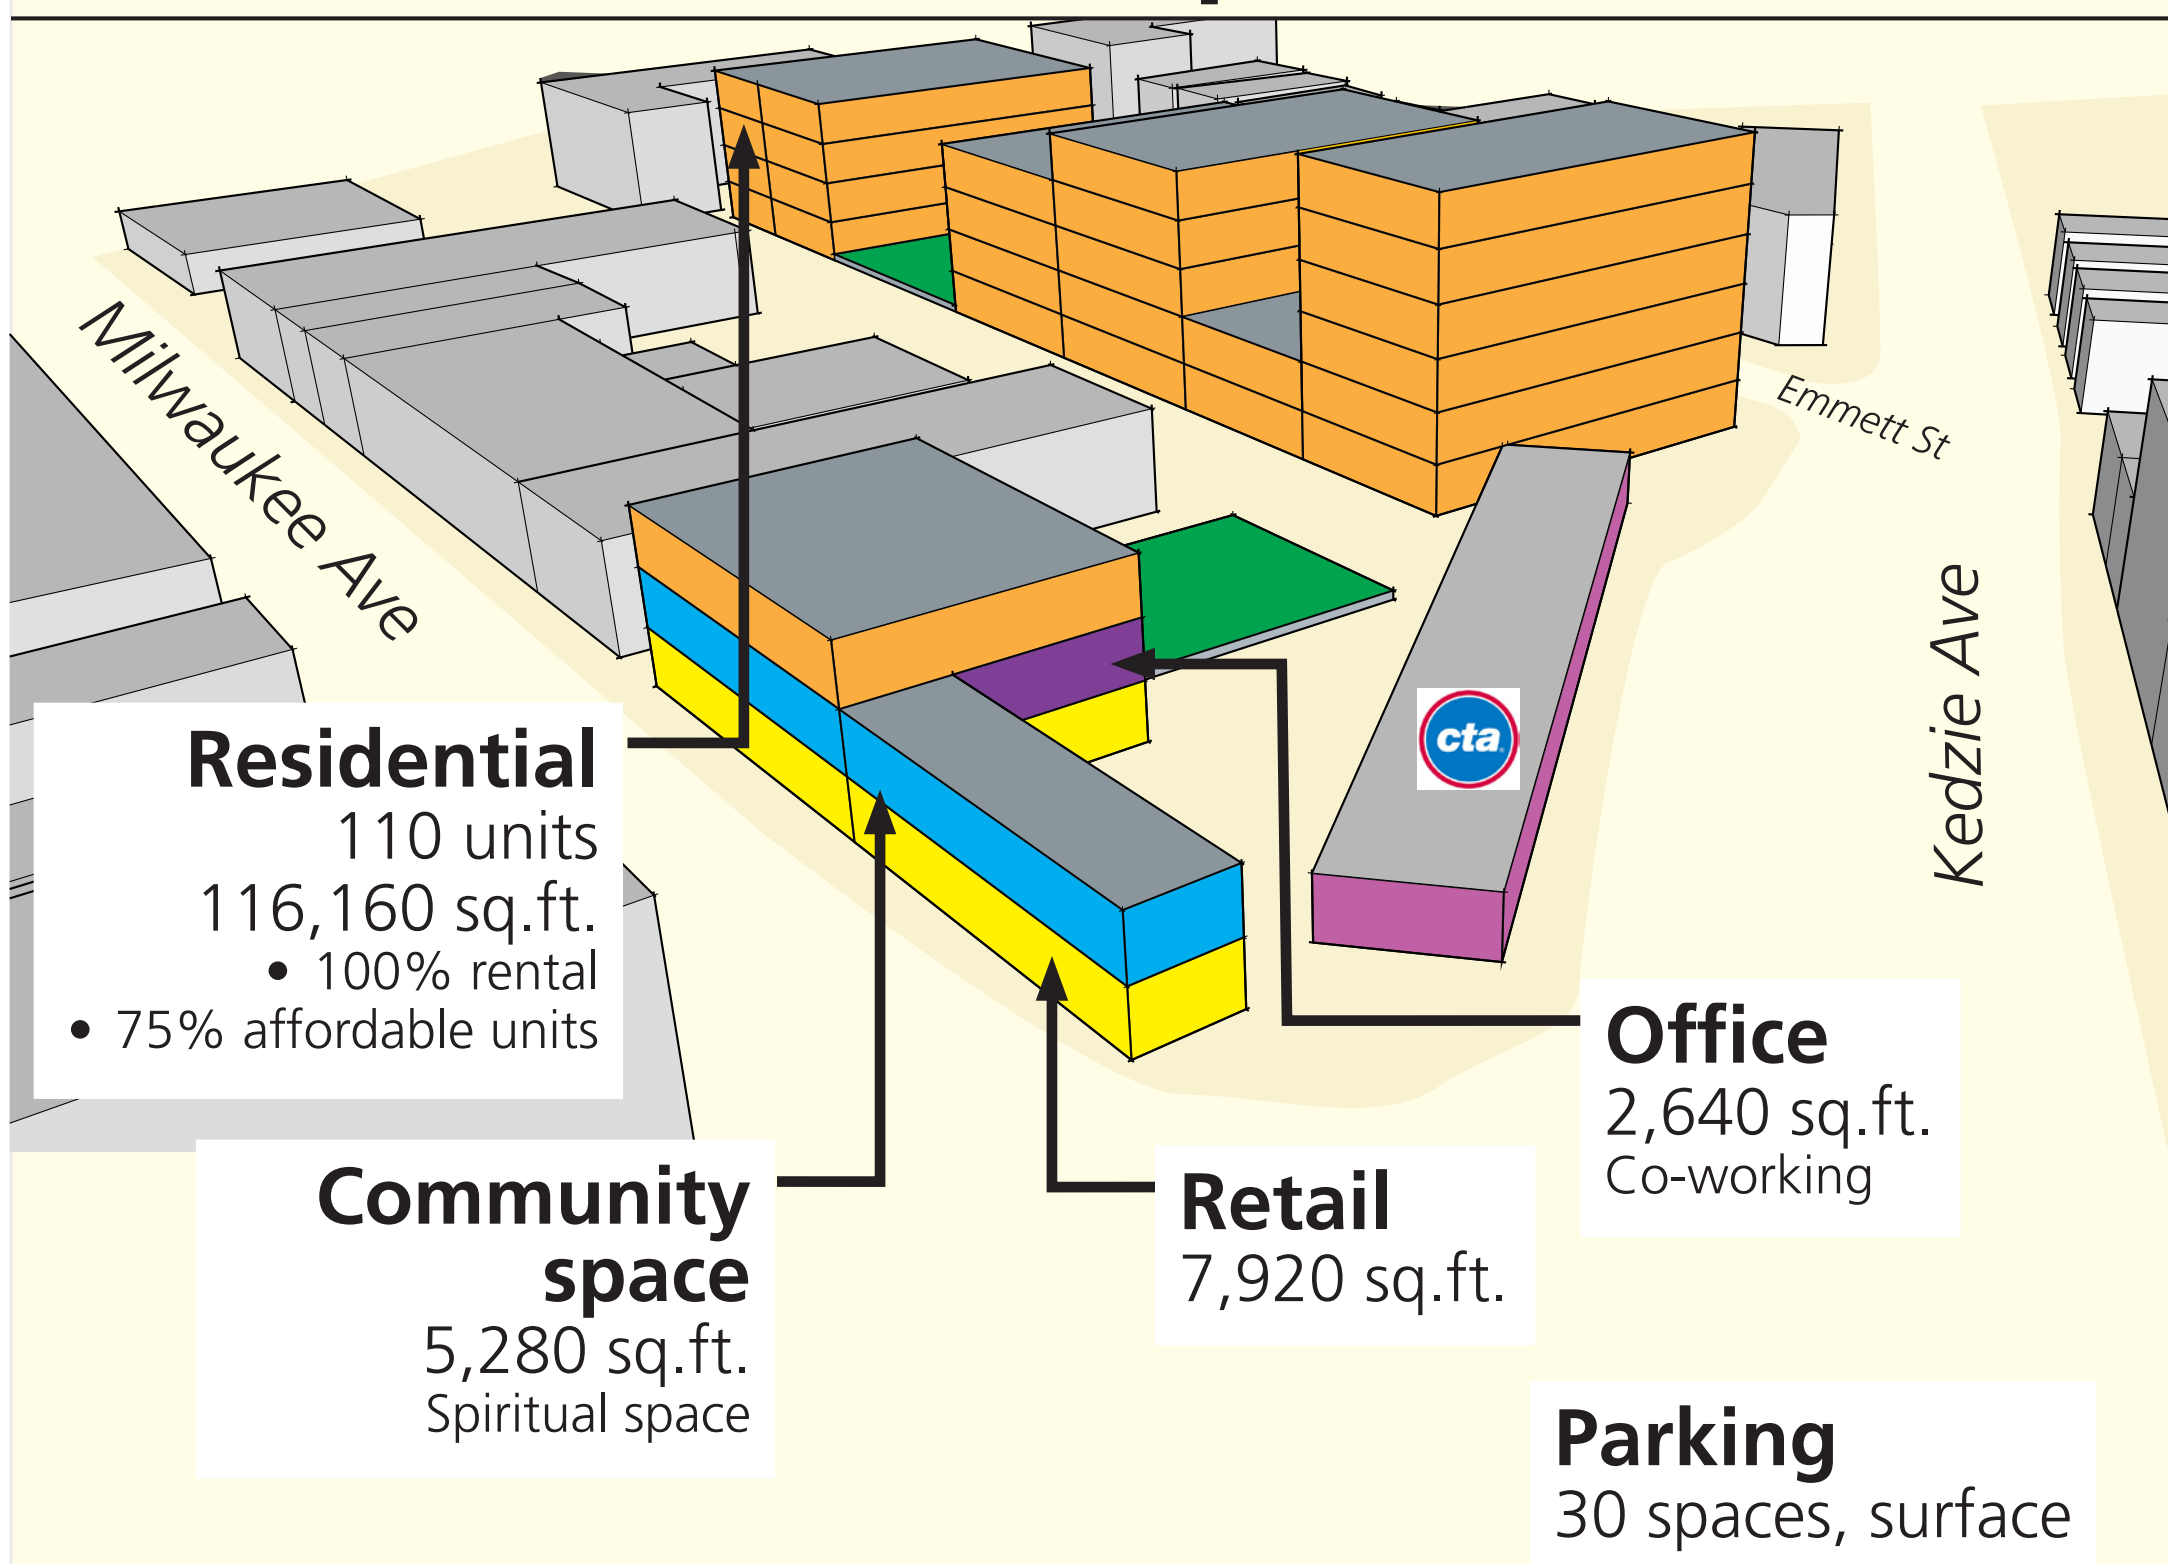 Milwaukee Ave
Emmett St
Kedzie Ave
cta
Residential
110 units
116,160 sq.ft.
• 100% rental
• 75% affordable units
Community
space
5,280 sq.ft.
Spiritual space
Retail
7,920 sq.ft.
Office
2,640 sq.ft.
Co-working
Parking
30 spaces, surface